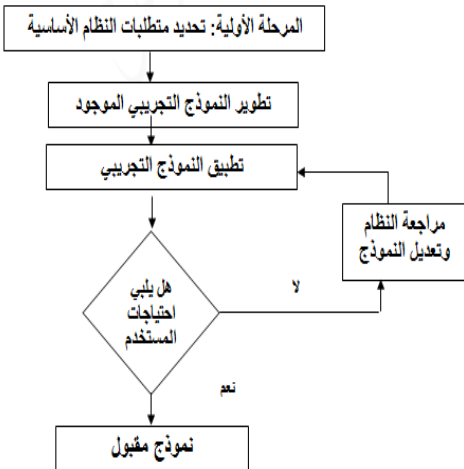 المرحلة الأولية: تحديد متطلبات النظام الأساسية
تطوير النموذج التجريبي الموجود
تطبيق النموذج التجريبي
مراجعة النظام
وتعديل النموذج
هل يلبي
احتياجات
المستخدم
لا
نعم
نموذج مقبول